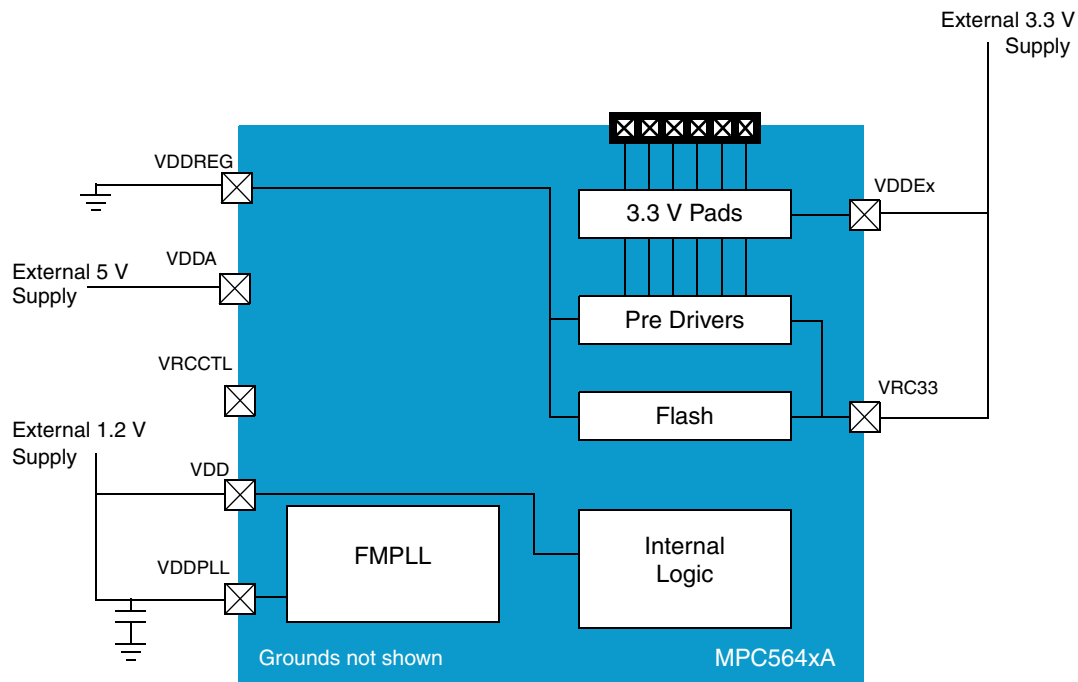 External 3.3 V
Supply
VDDREG
VDDEx
3.3 V Pads
VDDA
External 5 V
Supply
Pre Drivers
VRCCTL
VRC33
Flash
External 1.2 V
Supply
VDD
FMPLL
Internal
Logic
VDDPLL
Grounds not shown
MPC564xA